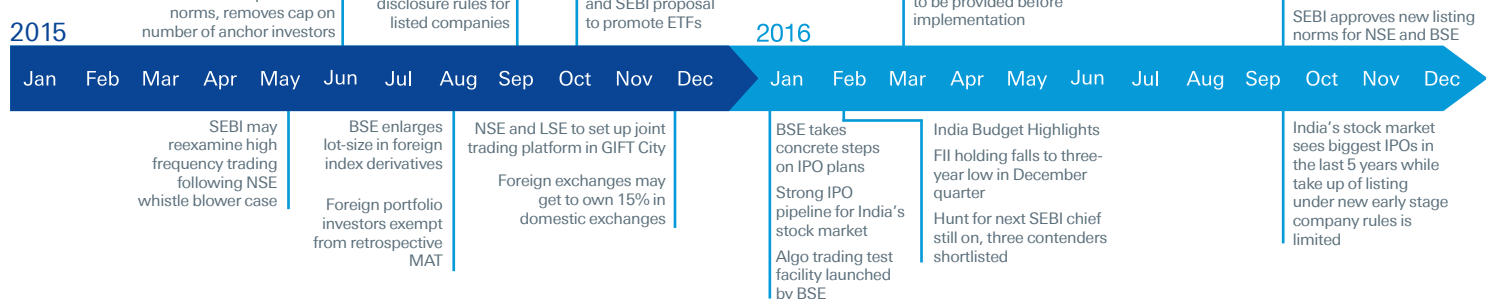 norms, removes cap on
number of anchor investors
disclosure rules for
listed companies
and SEBI proposal
to promote ETFs
to be provided before
implementation
SEBI approves new listing
norms for NSE and BSE
2015
2016
Jan Feb Mar Apr May Jun Jul Aug Sep Oct Nov Dec
Jan Feb Mar Apr May Jun Jul Aug Sep Oct Nov Dec
SEBI may
reexamine high
frequency trading
following NSE
whistle blower case
BSE enlarges
lot-size in foreign
index derivatives
Foreign portfolio
investors exempt
from retrospective
MAT
NSE and LSE to set up joint
trading platform in GIFT City
Foreign exchanges may
get to own 15% in
domestic exchanges
BSE takes
concrete steps
on IPO plans
Strong IPO
pipeline for India's
stock market
Algo trading test
facility launched
by BSE
India Budget Highlights
FII holding falls to three-
year low in December
quarter
Hunt for next SEBI chief
still on, three contenders
shortlisted
India's stock market
sees biggest IPOs in
the last 5 years while
take up of listing
under new early stage
company rules is
limited